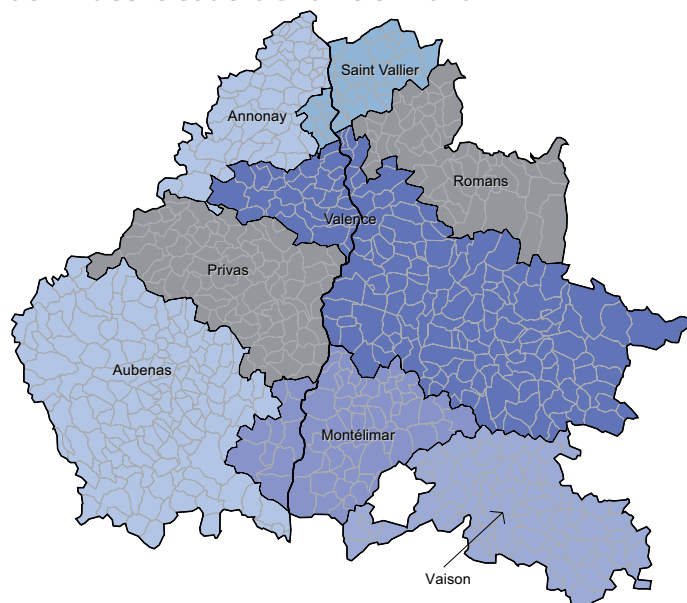 Saint Vallier
Annonay
Romans
Valence
Privas
Aubenas
Montélimar
Vaison